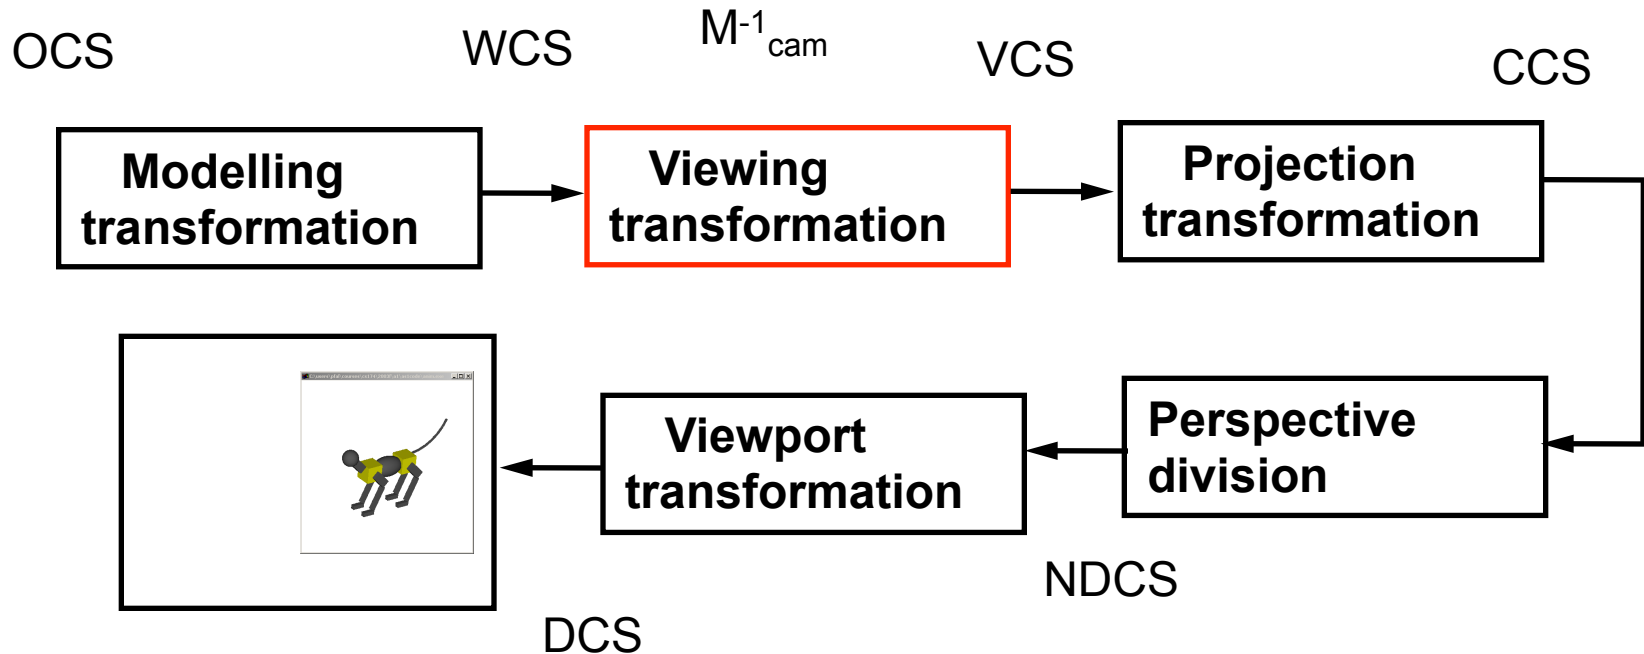 OCS
WCS
M-1cam
VCS
CCS
Modelling
transformation
Viewing
transformation
Projection
transformation
Perspective
division
Viewport
transformation
NDCS
DCS